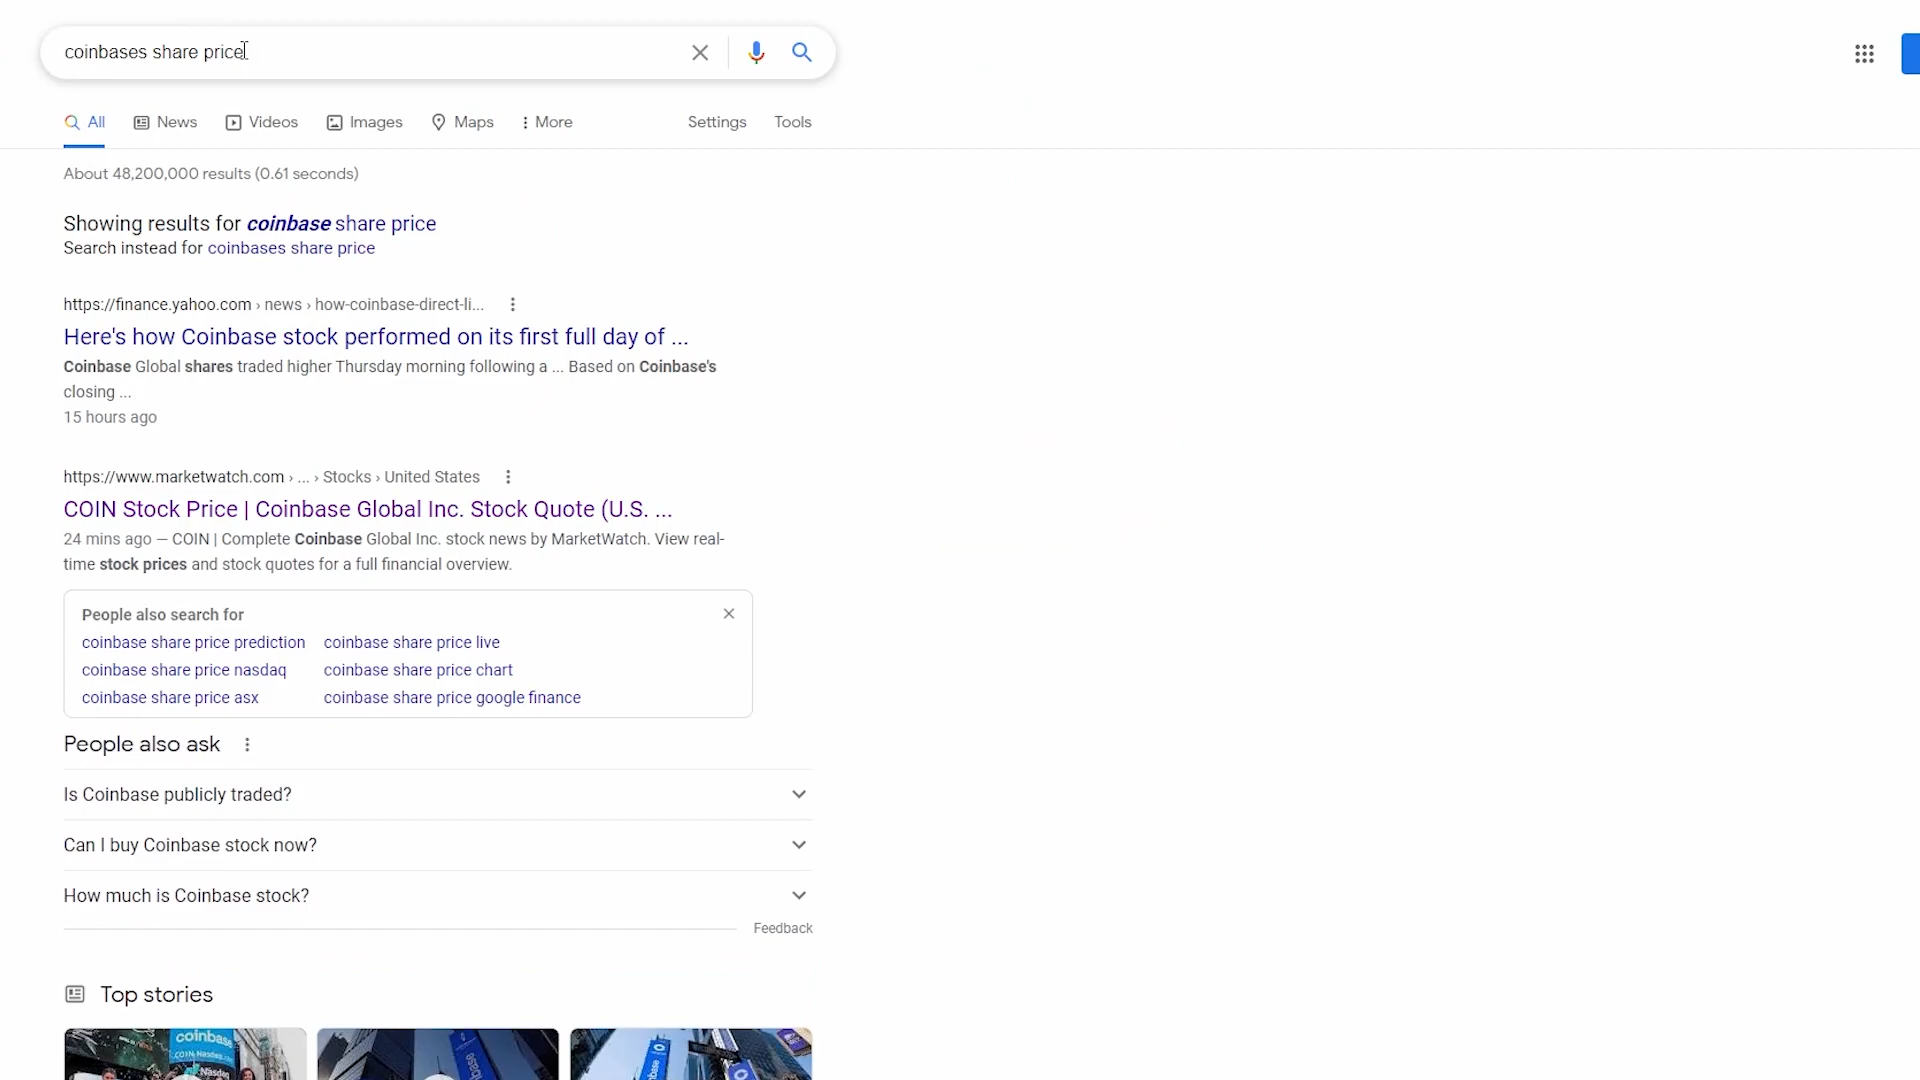 coinbases share price
All News Videos Images Maps More Settings Tools
About 48,200,000 results (0.61 seconds)
Showing results for coinbase share price
Search instead for coinbases share price
https://finance.yahoo.com › news › how-coinbase-direct-li...
Here's how Coinbase stock performed on its first full day of ...
Coinbase Global shares traded higher Thursday morning following a ... Based on Coinbase's
closing ...
15 hours ago
https://www.marketwatch.com › ... › Stocks › United States
COIN Stock Price | Coinbase Global Inc. Stock Quote (U.S. ...
24 mins ago — COIN | Complete Coinbase Global Inc. stock news by MarketWatch. View real-
time stock prices and stock quotes for a full financial overview.
People also search for
coinbase share price prediction coinbase share price live
coinbase share price nasdaq coinbase share price chart
coinbase share price asx coinbase share price google finance
People also ask
Is Coinbase publicly traded?
Can I buy Coinbase stock now?
How much is Coinbase stock?
Feedback
Top stories
coinbase